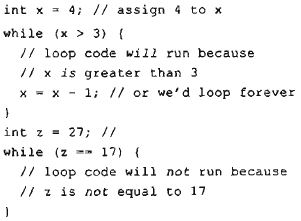 int x = 4; // assign 4 to x
while (x > 3) {
// loop code will run because
// x is greater than 3
x = x - 1; // or we'd loop forever
}
int z = 27; //
while (z == 17) {
// loop code will not run because
// z is not equal to 17
}